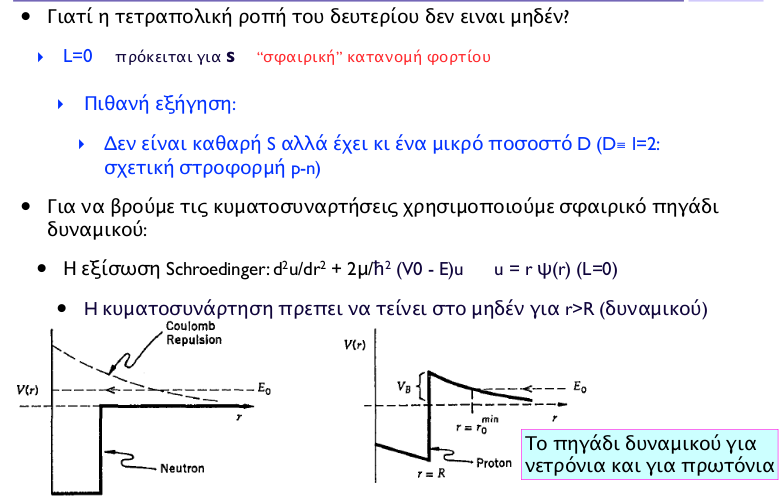 • Γιατί η τετραπολική ροπή του δευτερίου δεν ειναι μηδέν?
‣ L=0 πρόκειται για s “σφαιρική” κατανομή φορτίου
‣ Πιθανή εξήγηση:
‣ Δεν είναι καθαρή S αλλά έχει κι ένα μικρό ποσοστό D (D≡ l=2:
σχετική στροφορμή p-n)
• Για να βρούμε τις κυματοσυναρτήσεις χρησιμοποιούμε σφαιρικό πηγάδι
δυναμικού:
• Η εξίσωση Schroedinger: d²u/dr² + 2μ/ħ² (V0 - E)u u = r ψ(r) (L=0)
• Η κυματοσυνάρτηση πρεπει να τείνει στο μηδέν για r>R (δυναμικού)
Coulomb
Repulsion
V(r)
E₀
r
Neutron
V(r)
V_B
E₀
r
r = r₀^min
Proton
r = R
Το πηγάδι δυναμικού για
νετρόνια και για πρωτόνια